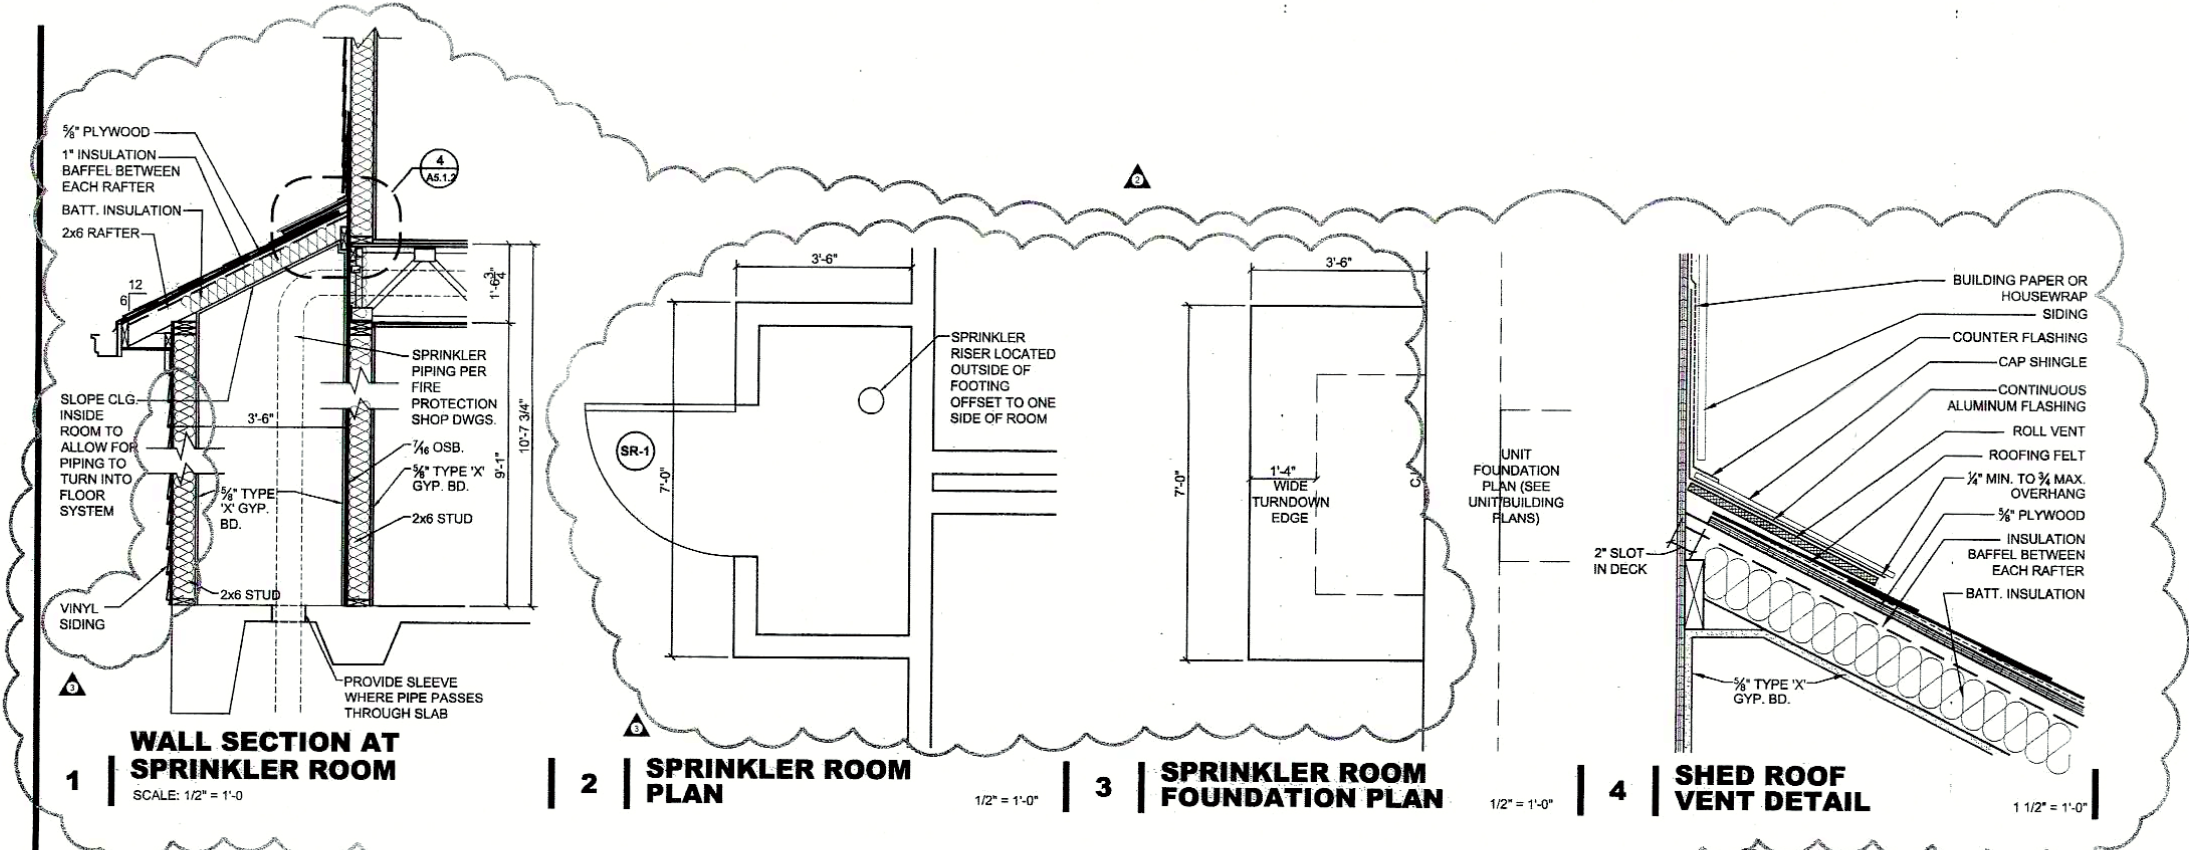 ⅝" PLYWOOD
1" INSULATION
BAFFEL BETWEEN
EACH RAFTER
BATT. INSULATION
2x6 RAFTER
12
6
4
A5.1.2
1'-6¾"
9'-1"
10'-7 3/4"
SLOPE CLG.
INSIDE
ROOM TO
ALLOW FOR
PIPING TO
TURN INTO
FLOOR
SYSTEM
3'-6"
SPRINKLER
PIPING PER
FIRE
PROTECTION
SHOP DWGS.
7⁄16 OSB.
⅝" TYPE 'X'
GYP. BD.
2x6 STUD
⅝" TYPE
'X' GYP.
BD.
2x6 STUD
VINYL
SIDING
3
PROVIDE SLEEVE
WHERE PIPE PASSES
THROUGH SLAB
1
WALL SECTION AT
SPRINKLER ROOM
SCALE: 1/2" = 1'-0
2
3'-6"
7'-0"
SR-1
SPRINKLER
RISER LOCATED
OUTSIDE OF
FOOTING
OFFSET TO ONE
SIDE OF ROOM
3
2
SPRINKLER ROOM
PLAN
1/2" = 1'-0"
3'-6"
7'-0"
1'-4"
WIDE
TURNDOWN
EDGE
UNIT
FOUNDATION
PLAN (SEE
UNIT/BUILDING
PLANS)
3
SPRINKLER ROOM
FOUNDATION PLAN
1/2" = 1'-0"
BUILDING PAPER OR
HOUSEWRAP
SIDING
COUNTER FLASHING
CAP SHINGLE
CONTINUOUS
ALUMINUM FLASHING
ROLL VENT
ROOFING FELT
¼" MIN. TO ¾ MAX.
OVERHANG
⅝" PLYWOOD
INSULATION
BAFFEL BETWEEN
EACH RAFTER
BATT. INSULATION
2" SLOT
IN DECK
⅝" TYPE 'X'
GYP. BD.
4
SHED ROOF
VENT DETAIL
1 1/2" = 1'-0"